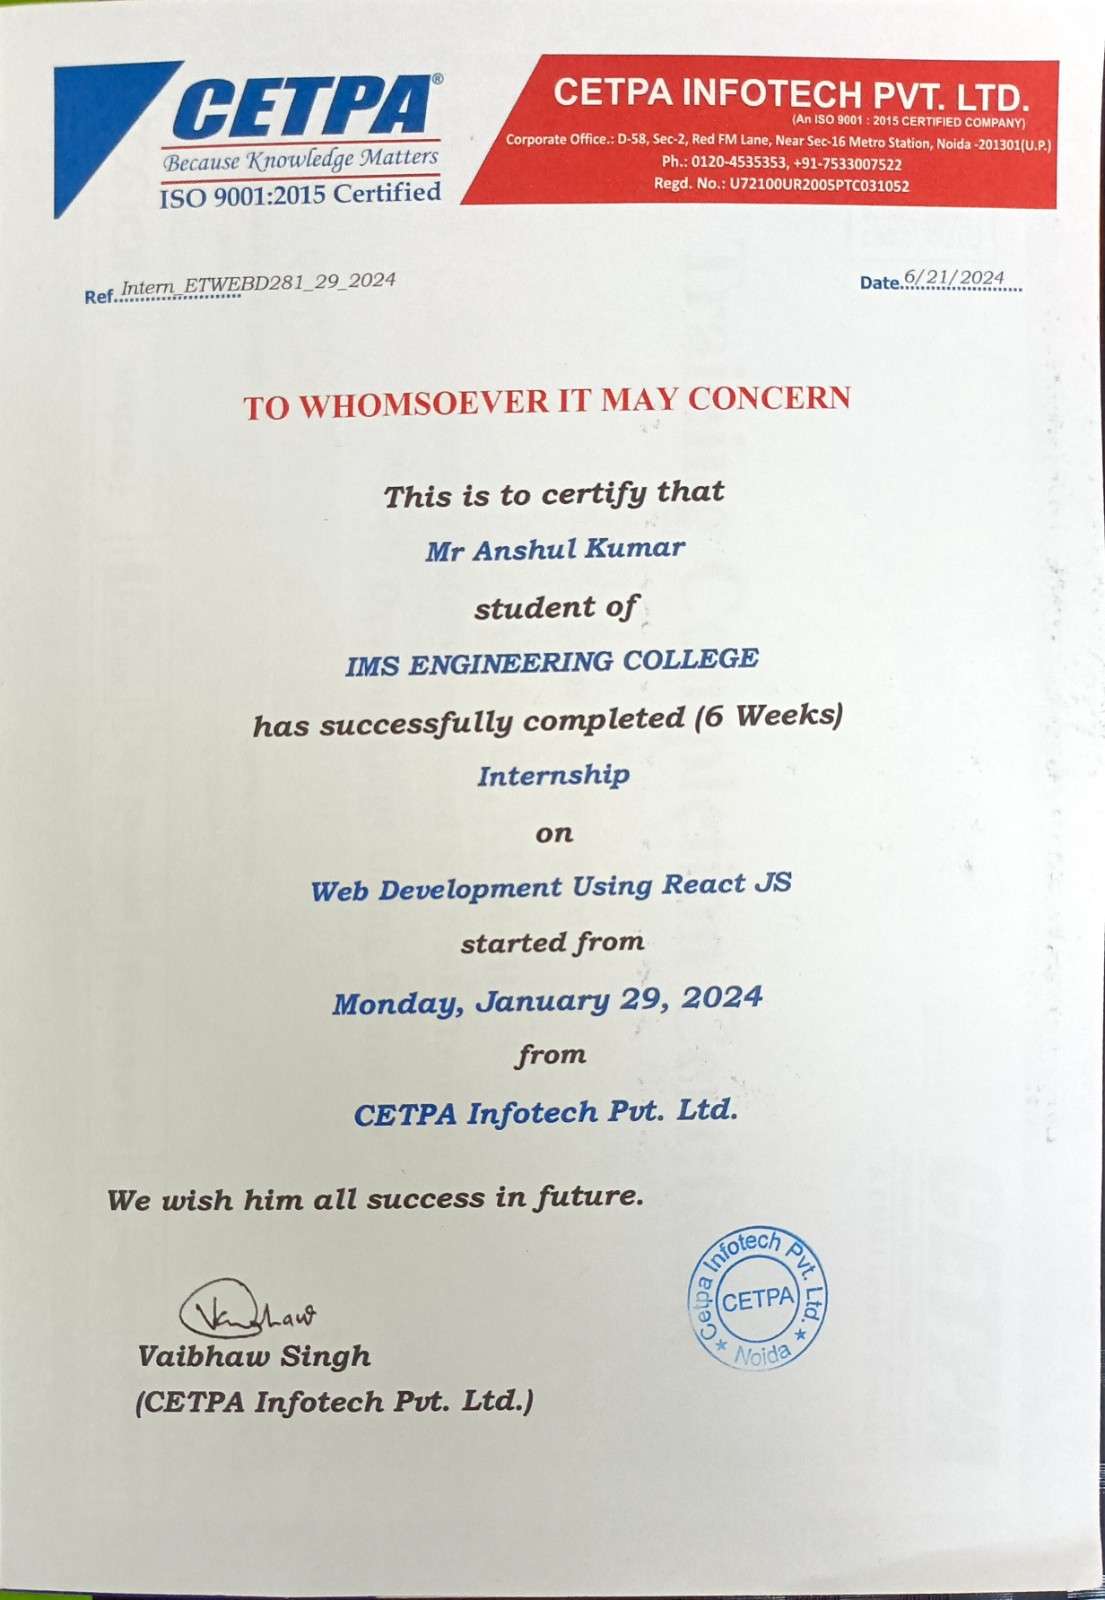 CETPA®
Because Knowledge Matters
ISO 9001:2015 Certified
CETPA INFOTECH PVT. LTD.
(An ISO 9001 : 2015 CERTIFIED COMPANY)
Corporate Office.: D-58, Sec-2, Red FM Lane, Near Sec-16 Metro Station, Noida -201301(U.P.)
Ph.: 0120-4535353, +91-7533007522
Regd. No.: U72100UR2005PTC031052
Ref. Intern_ETWEBD281_29_2024
Date. 6/21/2024
TO WHOMSOEVER IT MAY CONCERN
This is to certify that
Mr Anshul Kumar
student of
IMS ENGINEERING COLLEGE
has successfully completed (6 Weeks)
Internship
on
Web Development Using React JS
started from
Monday, January 29, 2024
from
CETPA Infotech Pvt. Ltd.
We wish him all success in future.
Cetpa Infotech Pvt. Ltd.
CETPA
★ Noida ★
Vaibhaw Singh
(CETPA Infotech Pvt. Ltd.)